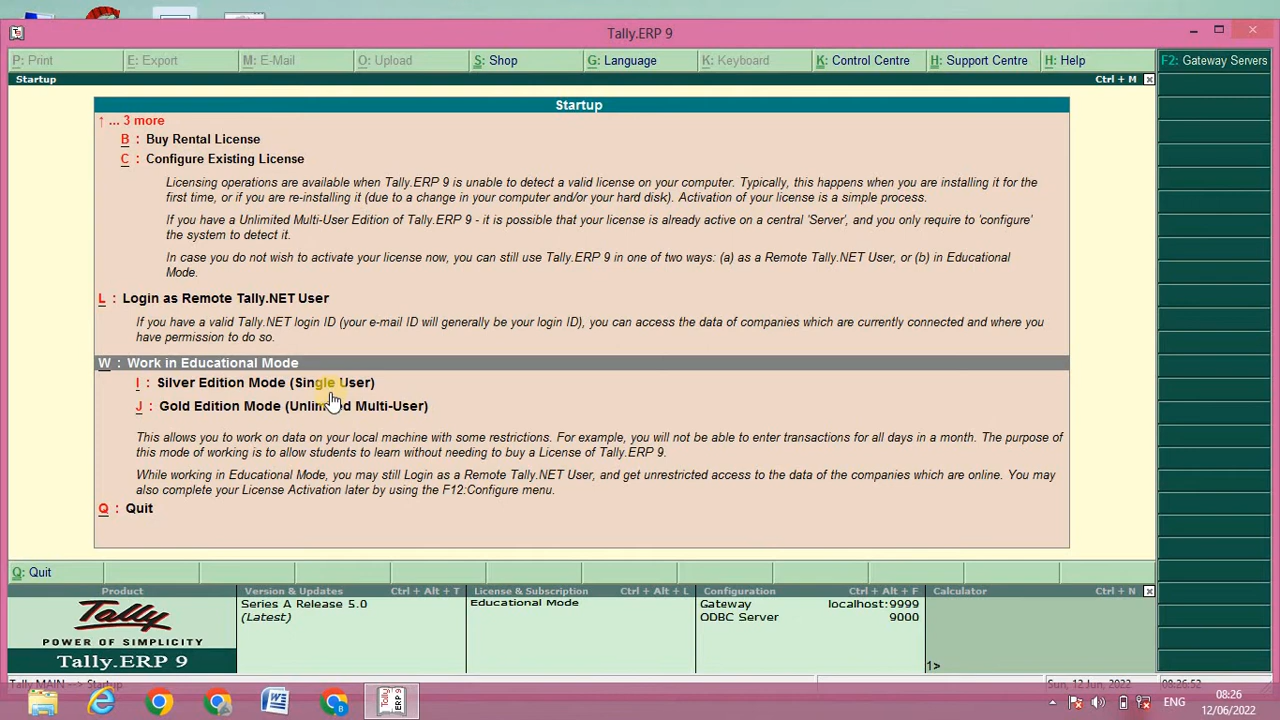 Tally.ERP 9
P: Print E: Export M: E-Mail O: Upload S: Shop G: Language K: Keyboard K: Control Centre H: Support Centre H: Help F2: Gateway Servers
Startup Ctrl + M
Startup
↑ ... 3 more
B : Buy Rental License
C : Configure Existing License
Licensing operations are available when Tally.ERP 9 is unable to detect a valid license on your computer. Typically, this happens when you are installing it for the
first time, or if you are re-installing it (due to a change in your computer and/or your hard disk). Activation of your license is a simple process.
If you have a Unlimited Multi-User Edition of Tally.ERP 9 - it is possible that your license is already active on a central 'Server', and you only require to 'configure'
the system to detect it.
In case you do not wish to activate your license now, you can still use Tally.ERP 9 in one of two ways: (a) as a Remote Tally.NET User, or (b) in Educational
Mode.
L : Login as Remote Tally.NET User
If you have a valid Tally.NET login ID (your e-mail ID will generally be your login ID), you can access the data of companies which are currently connected and where you
have permission to do so.
W : Work in Educational Mode
I : Silver Edition Mode (Single User)
J : Gold Edition Mode (Unlimited Multi-User)
This allows you to work on data on your local machine with some restrictions. For example, you will not be able to enter transactions for all days in a month. The purpose of
this mode of working is to allow students to learn without needing to buy a License of Tally.ERP 9.
While working in Educational Mode, you may still Login as a Remote Tally.NET User, and get unrestricted access to the data of the companies which are online. You may
also complete your License Activation later by using the F12:Configure menu.
Q : Quit
Q: Quit
Product Version & Updates Ctrl + Alt + T License & Subscription Ctrl + Alt + L Configuration Ctrl + Alt + F Calculator Ctrl + N
Tally
POWER OF SIMPLICITY
Tally.ERP 9
Series A Release 5.0
(Latest)
Educational Mode
Gateway localhost:9999
ODBC Server 9000
1>
Tally.MAIN --> Startup Sun, 12 Jun, 2022 08:26:52
ENG 08:26
12/06/2022